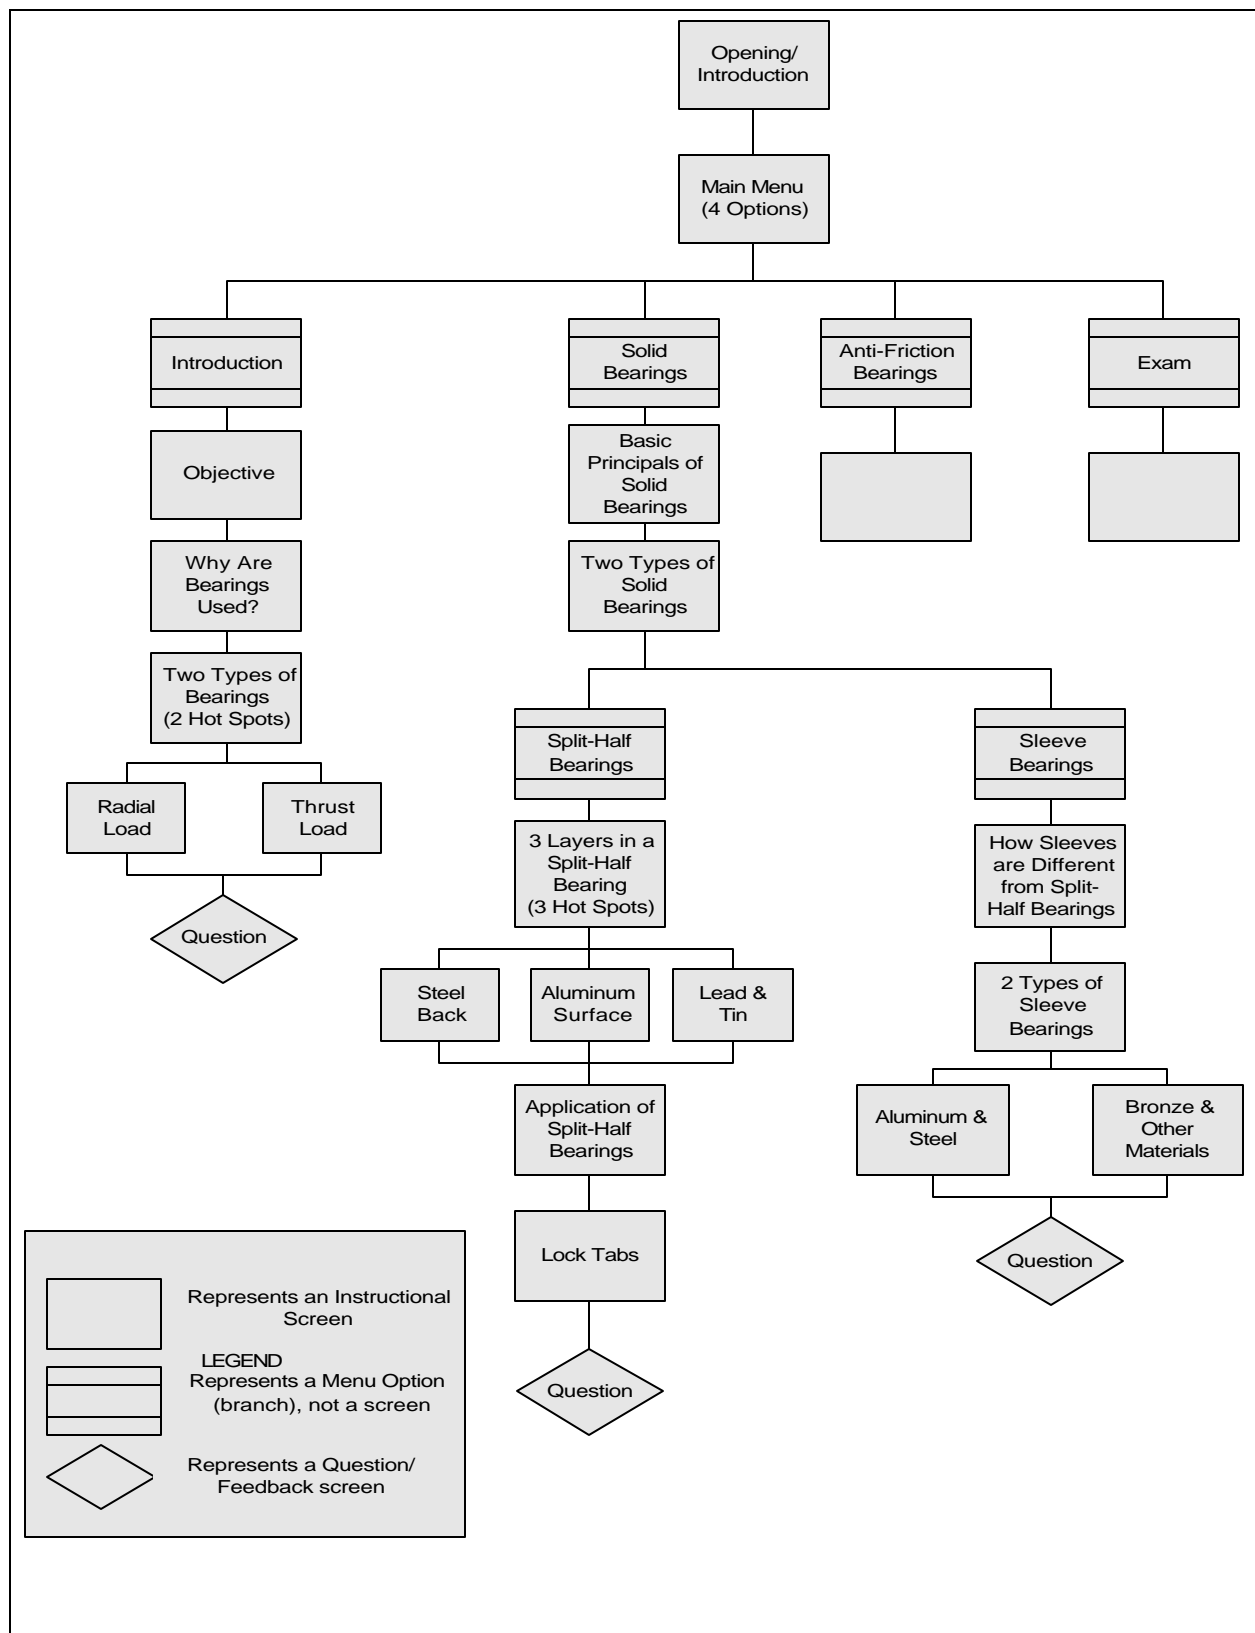 Opening/
Introduction
Main Menu
(4 Options)
Introduction
Solid
Bearings
Anti-Friction
Bearings
Exam
Objective
Basic
Principals of
Solid
Bearings
Why Are
Bearings
Used?
Two Types of
Solid
Bearings
Two Types of
Bearings
(2 Hot Spots)
Radial
Load
Thrust
Load
Question
Split-Half
Bearings
Sleeve
Bearings
3 Layers in a
Split-Half
Bearing
(3 Hot Spots)
How Sleeves
are Different
from Split-
Half Bearings
Steel
Back
Aluminum
Surface
Lead &
Tin
2 Types of
Sleeve
Bearings
Application of
Split-Half
Bearings
Aluminum &
Steel
Bronze &
Other
Materials
Lock Tabs
Question
Question
Represents an Instructional
Screen
LEGEND
Represents a Menu Option
(branch), not a screen
Represents a Question/
Feedback screen